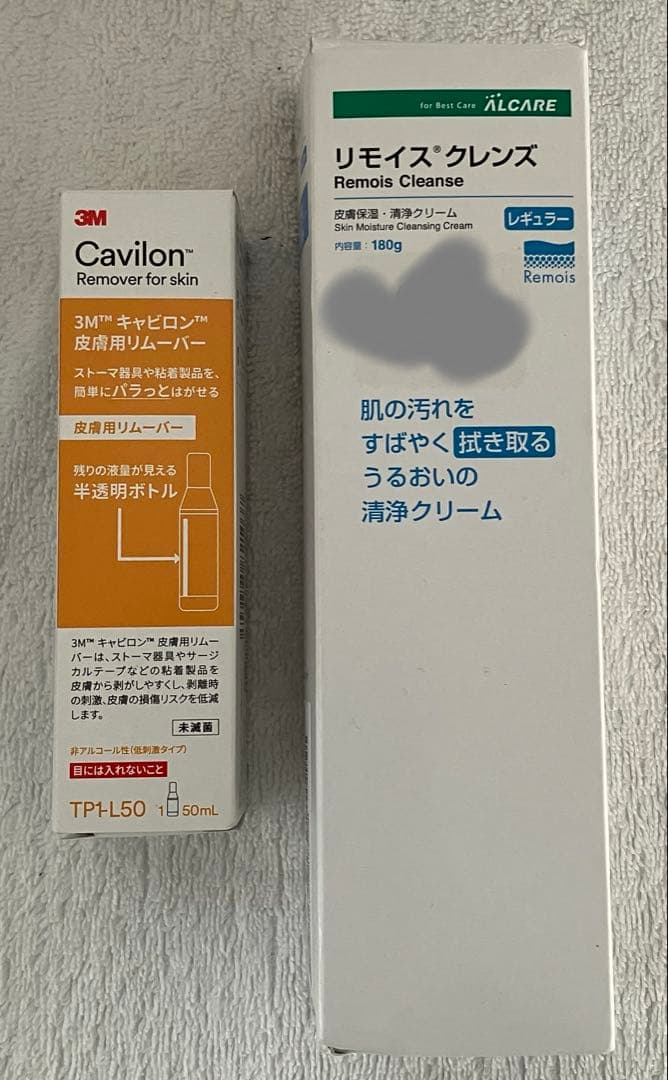 3M
Cavilon™
Remover for skin
3M™ キャビロン™
皮膚用リムーバー
ストーマ器具や粘着製品を、
簡単にパラっとはがせる
皮膚用リムーバー
残りの液量が見える
半透明ボトル
3M™ キャビロン™ 皮膚用リムー
バーは、ストーマ器具やサージ
カルテープなどの粘着製品を
皮膚から剥がしやすくし、剥離時
の刺激、皮膚の損傷リスクを低減
します。
未滅菌
非アルコール性(低刺激タイプ)
目には入れないこと
TP1-L50 1 50mL
for Best Care ALCARE
リモイス®クレンズ
Remois Cleanse
皮膚保湿・清浄クリーム
Skin Moisture Cleansing Cream
レギュラー
内容量:180g
Remois
肌の汚れを
すばやく拭き取る
うるおいの
清浄クリーム